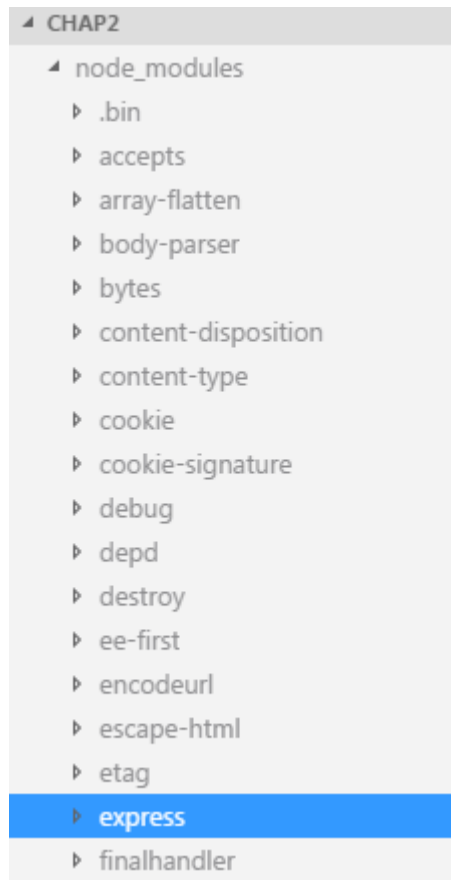 CHAP2
node_modules
.bin
accepts
array-flatten
body-parser
bytes
content-disposition
content-type
cookie
cookie-signature
debug
depd
destroy
ee-first
encodeurl
escape-html
etag
express
finalhandler